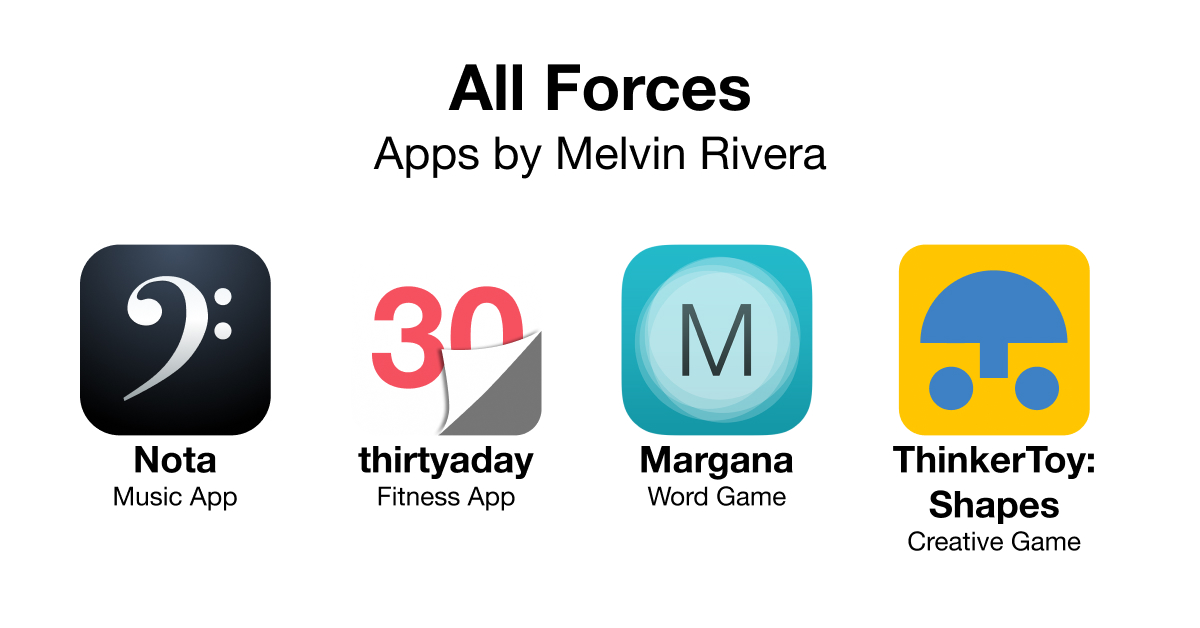 All Forces
Apps by Melvin Rivera
30
M
Nota
Music App
thirtyaday
Fitness App
Margana
Word Game
ThinkerToy:
Shapes
Creative Game